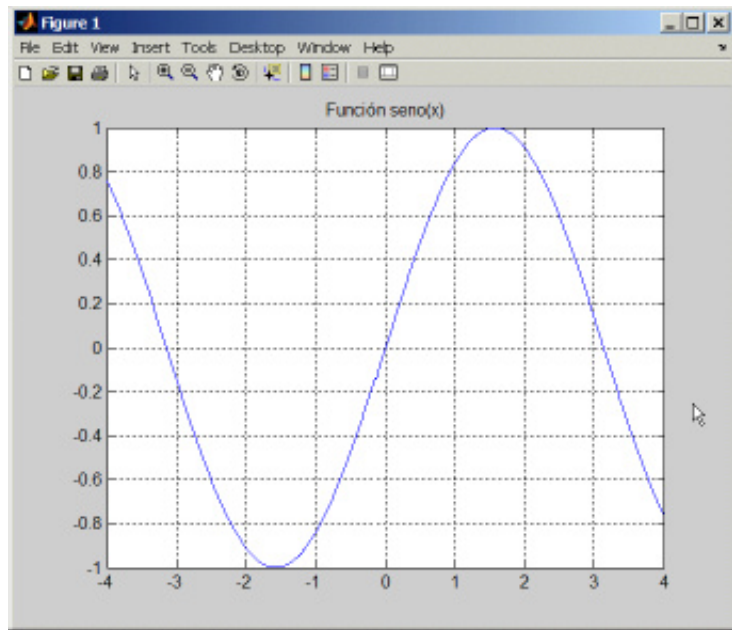 Figure 1
File Edit View Insert Tools Desktop Window Help
Función seno(x)
1
0.8
0.6
0.4
0.2
0
-0.2
-0.4
-0.6
-0.8
-1
-4 -3 -2 -1 0 1 2 3 4